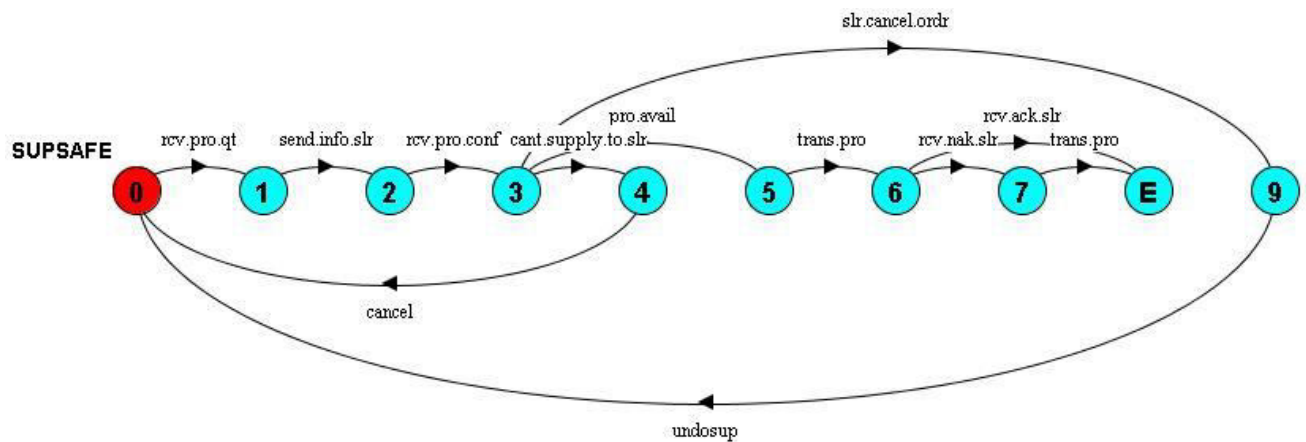 slr.cancel.ordr
pro.avail
rcv.ack.slr
rcv.pro.qt
send.info.slr
rcv.pro.conf
cant.supply.to.slr
trans.pro
rcv.nak.slr
trans.pro
SUPSAFE
0
1
2
3
4
5
6
7
E
9
cancel
undosup